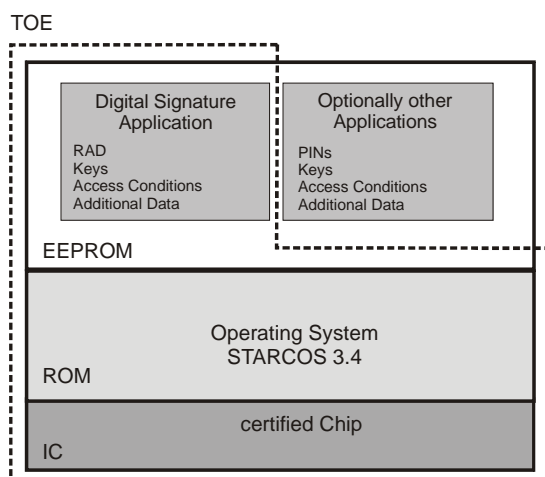 TOE
Digital Signature
Application
RAD
Keys
Access Conditions
Additional Data
Optionally other
Applications
PINs
Keys
Access Conditions
Additional Data
EEPROM
Operating System
STARCOS 3.4
ROM
certified Chip
IC